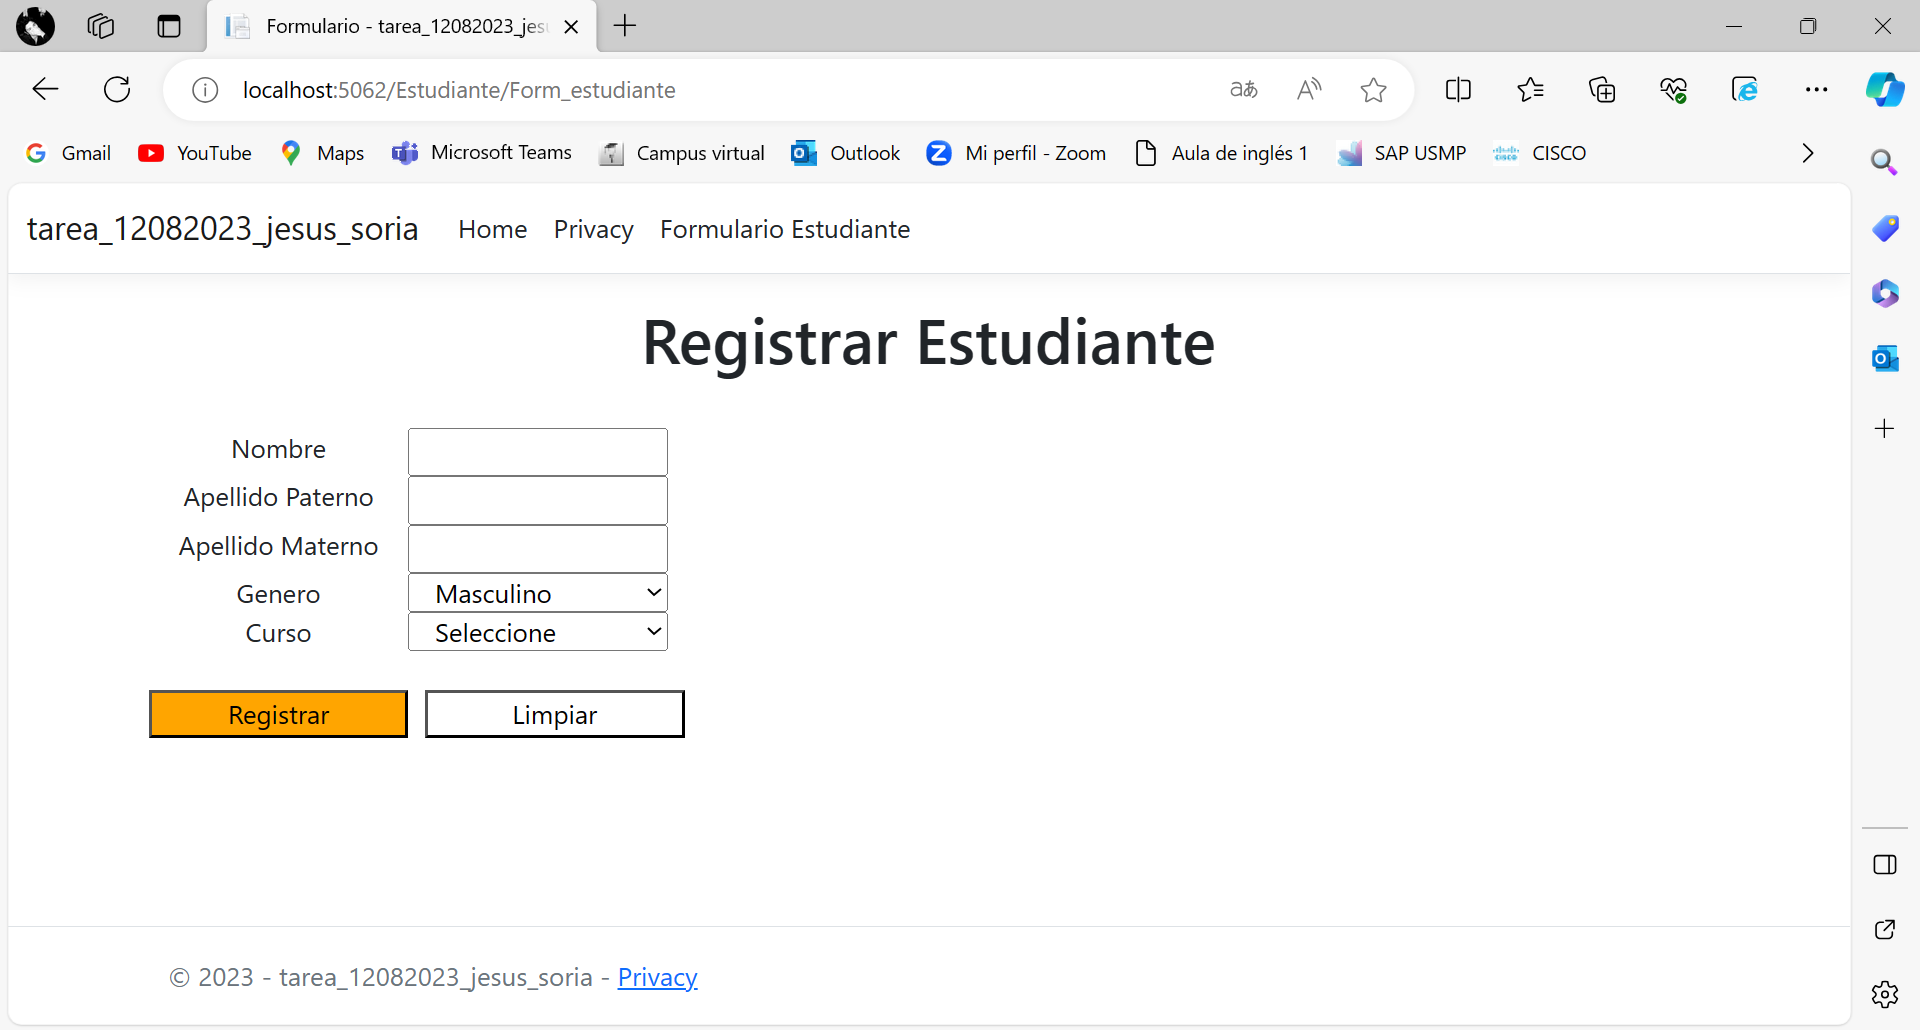 Formulario - tarea_12082023_jes
localhost:5062/Estudiante/Form_estudiante
Gmail YouTube Maps Microsoft Teams Campus virtual Outlook Mi perfil - Zoom Aula de inglés 1 SAP USMP CISCO
tarea_12082023_jesus_soria Home Privacy Formulario Estudiante
Registrar Estudiante
Nombre
Apellido Paterno
Apellido Materno
Genero Masculino
Curso Seleccione
Registrar Limpiar
© 2023 - tarea_12082023_jesus_soria - Privacy